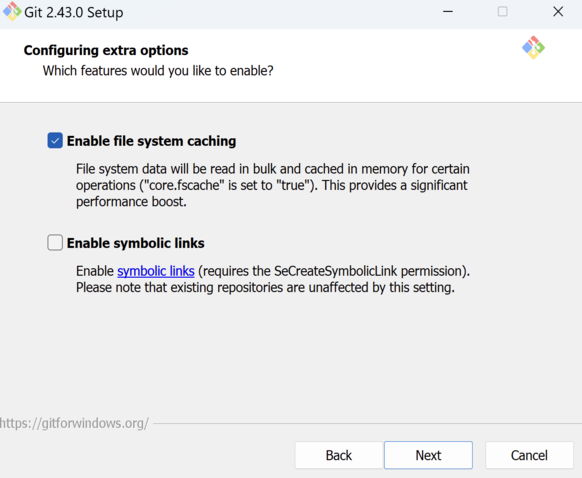 Git 2.43.0 Setup
Configuring extra options
Which features would you like to enable?
Enable file system caching
File system data will be read in bulk and cached in memory for certain
operations ("core.fscache" is set to "true"). This provides a significant
performance boost.
Enable symbolic links
Enable symbolic links (requires the SeCreateSymbolicLink permission).
Please note that existing repositories are unaffected by this setting.
https://gitforwindows.org/
Back Next Cancel